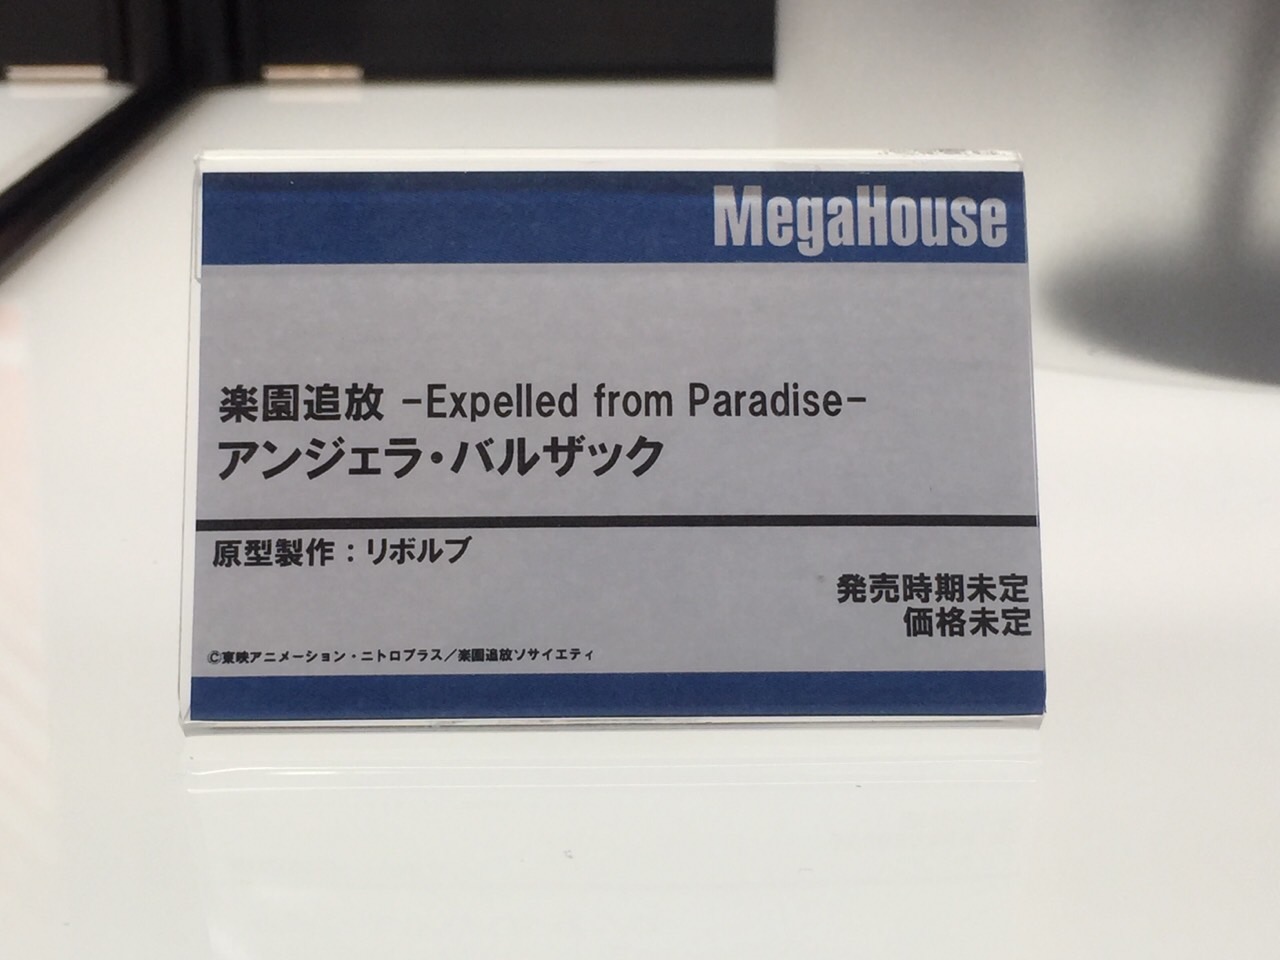 MegaHouse
楽園追放 -Expelled from Paradise-
アンジェラ・バルザック
原型製作：リボルブ
発売時期未定
価格未定
©東映アニメーション・ニトロプラス／楽園追放ソサイエティ